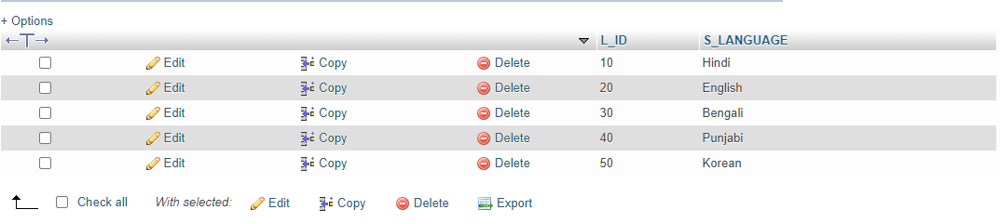 + Options
L_ID S_LANGUAGE
Edit Copy Delete 10 Hindi
Edit Copy Delete 20 English
Edit Copy Delete 30 Bengali
Edit Copy Delete 40 Punjabi
Edit Copy Delete 50 Korean
Check all With selected: Edit Copy Delete Export